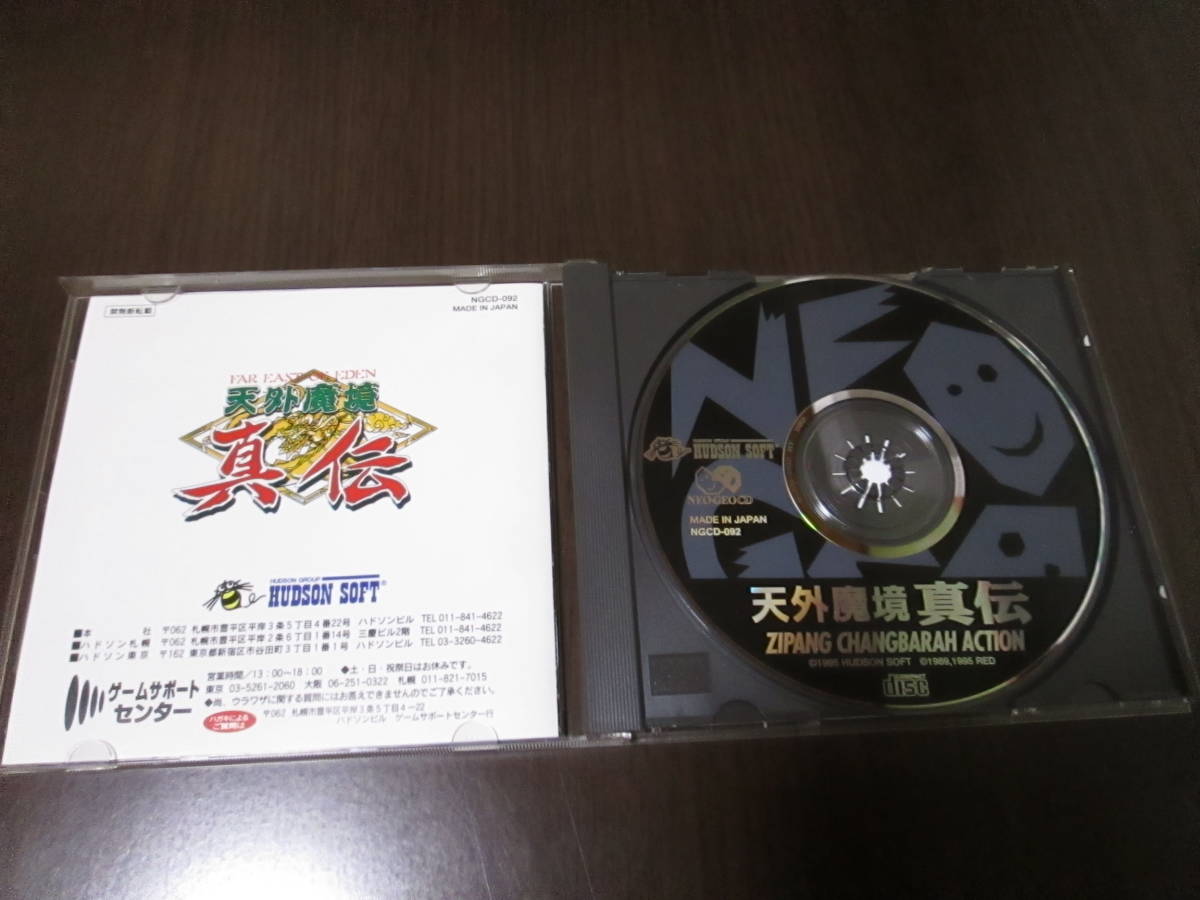 禁無断転載
NGCD-092
MADE IN JAPAN
FAR EAST OF EDEN
天外魔境
真伝
HUDSON GROUP
HUDSON SOFT®
■本 社 〒062 札幌市豊平区平岸3条5丁目4番22号 ハドソンビル TEL 011-841-4622
■ハドソン札幌 〒062 札幌市豊平区平岸2条6丁目1番14号 三慶ビル2階 TEL 011-841-4622
■ハドソン東京 〒162 東京都新宿区市谷田町3丁目1番1号 ハドソンビル TEL 03-3260-4622
ゲームサポートセンター
営業時間/13:00〜18:00 ◆土・日・祝祭日はお休みです。
東京 03-5261-2060 大阪 06-251-0322 札幌 011-821-7015
◆尚、ウラワザに関する質問にはお答えできませんのでご了承ください。
ハガキによるご質問は
〒062 札幌市豊平区平岸3条5丁目4-22
ハドソンビル ゲームサポートセンター行
NEO
GEO
HUDSON GROUP
HUDSON SOFT®
NEO・GEO CD
MADE IN JAPAN
NGCD-092
天外魔境 真伝
ZIPANG CHANGBARAH ACTION
©1995 HUDSON SOFT ©1989,1995 RED
COMPACT
disc